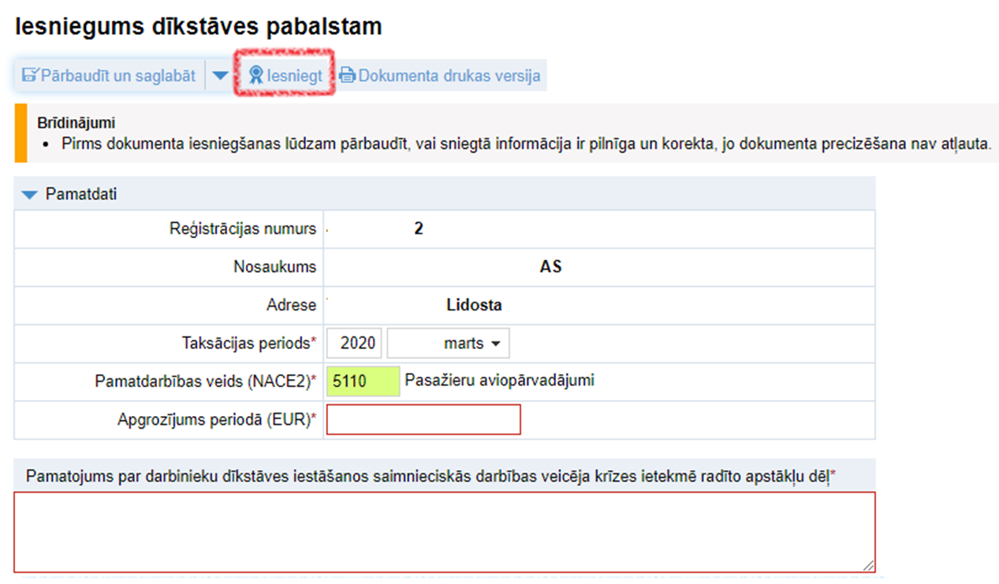 Iesniegums dīkstāves pabalstam
Pārbaudīt un saglabāt Iesniegt Dokumenta drukas versija
Brīdinājumi
• Pirms dokumenta iesniegšanas lūdzam pārbaudīt, vai sniegtā informācija ir pilnīga un korekta, jo dokumenta precizēšana nav atļauta.
Pamatdati
Reģistrācijas numurs 2
Nosaukums AS
Adrese Lidosta
Taksācijas periods* 2020 marts
Pamatdarbības veids (NACE2)* 5110 Pasažieru aviopārvadājumi
Apgrozījums periodā (EUR)*
Pamatojums par darbinieku dīkstāves iestāšanos saimnieciskās darbības veicēja krīzes ietekmē radīto apstākļu dēļ*